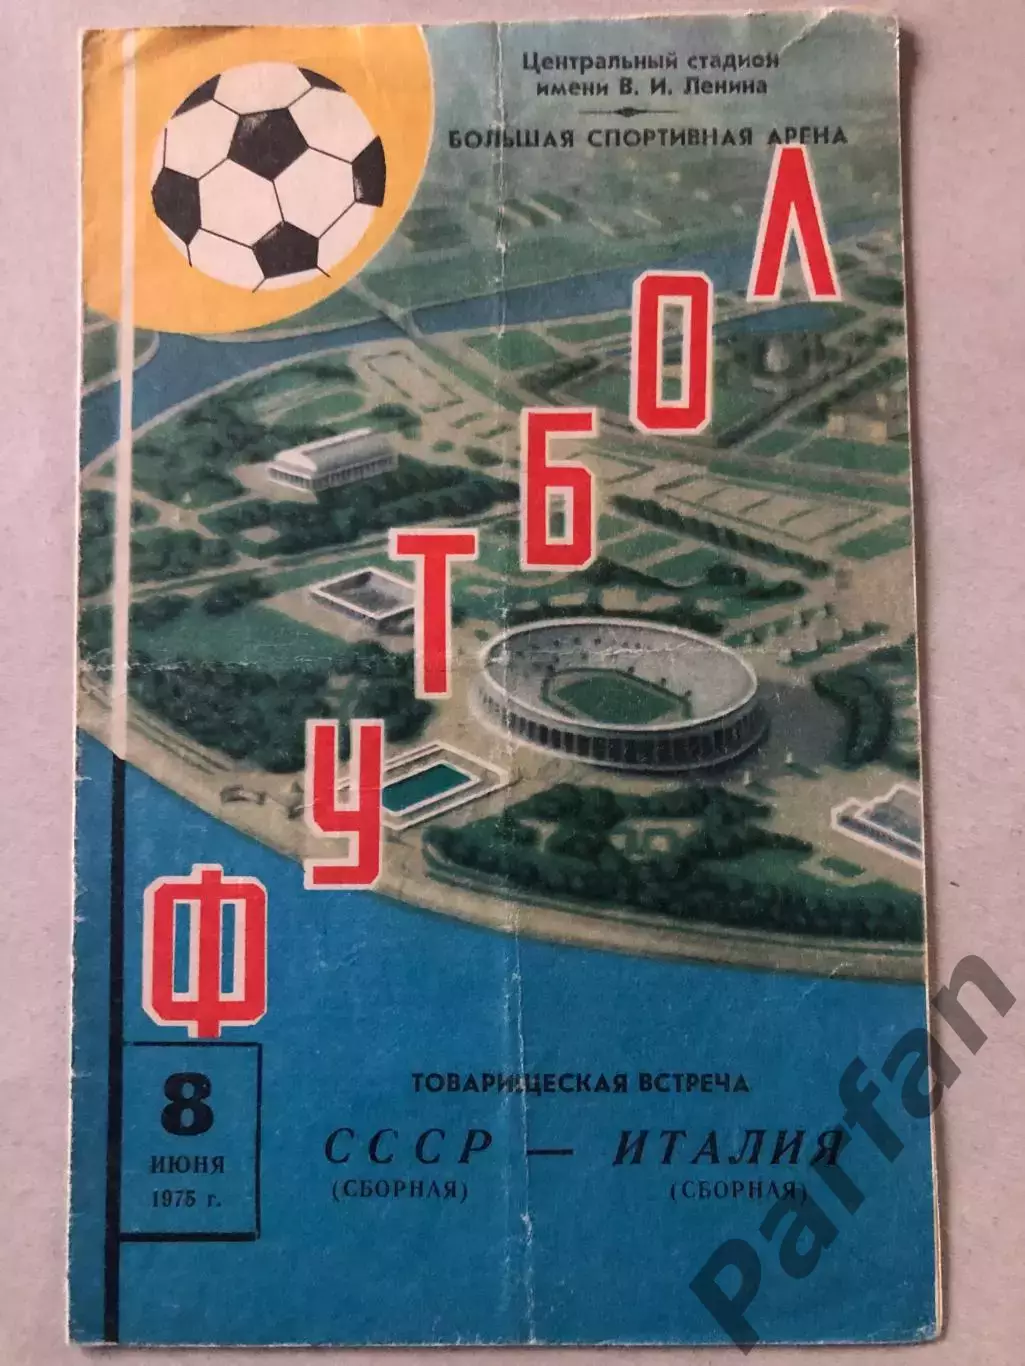 Центральный стадион
имени В. И. Ленина
БОЛЬШАЯ СПОРТИВНАЯ АРЕНА
ФУТБОЛ
8
ИЮНЯ
1975 г.
ТОВАРИЩЕСКАЯ ВСТРЕЧА
СССР — ИТАЛИЯ
(СБОРНАЯ) (СБОРНАЯ)
Parfan